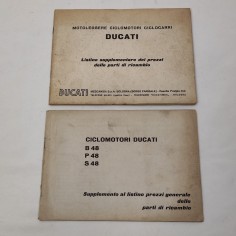 MOTOLEGGERE CICLOMOTORI CICLOCARRI
DUCATI
Listino supplementare dei prezzi
delle parti di ricambio
DUCATI
CICLOMOTORI DUCATI
B 48
P 48
S 48
Supplemento al listino prezzi generale
delle
parti di ricambio